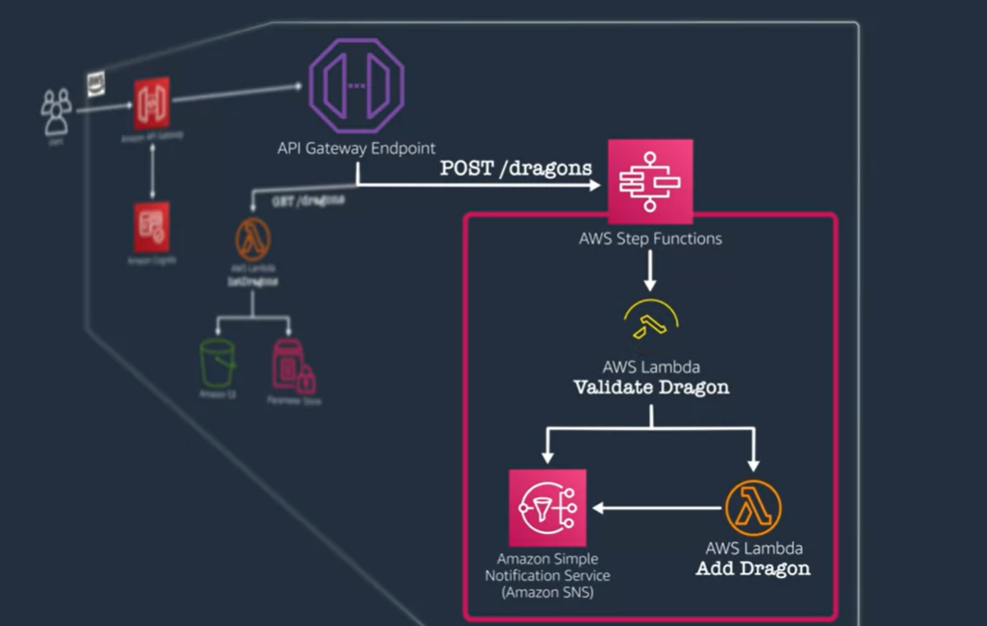 aws
API Gateway Endpoint
Amazon API Gateway
POST /dragons
GET /dragons
AWS Step Functions
Amazon Cognito
AWS Lambda
listDragons
AWS Lambda
Validate Dragon
Amazon S3
Parameter Store
Amazon Simple
Notification Service
(Amazon SNS)
AWS Lambda
Add Dragon